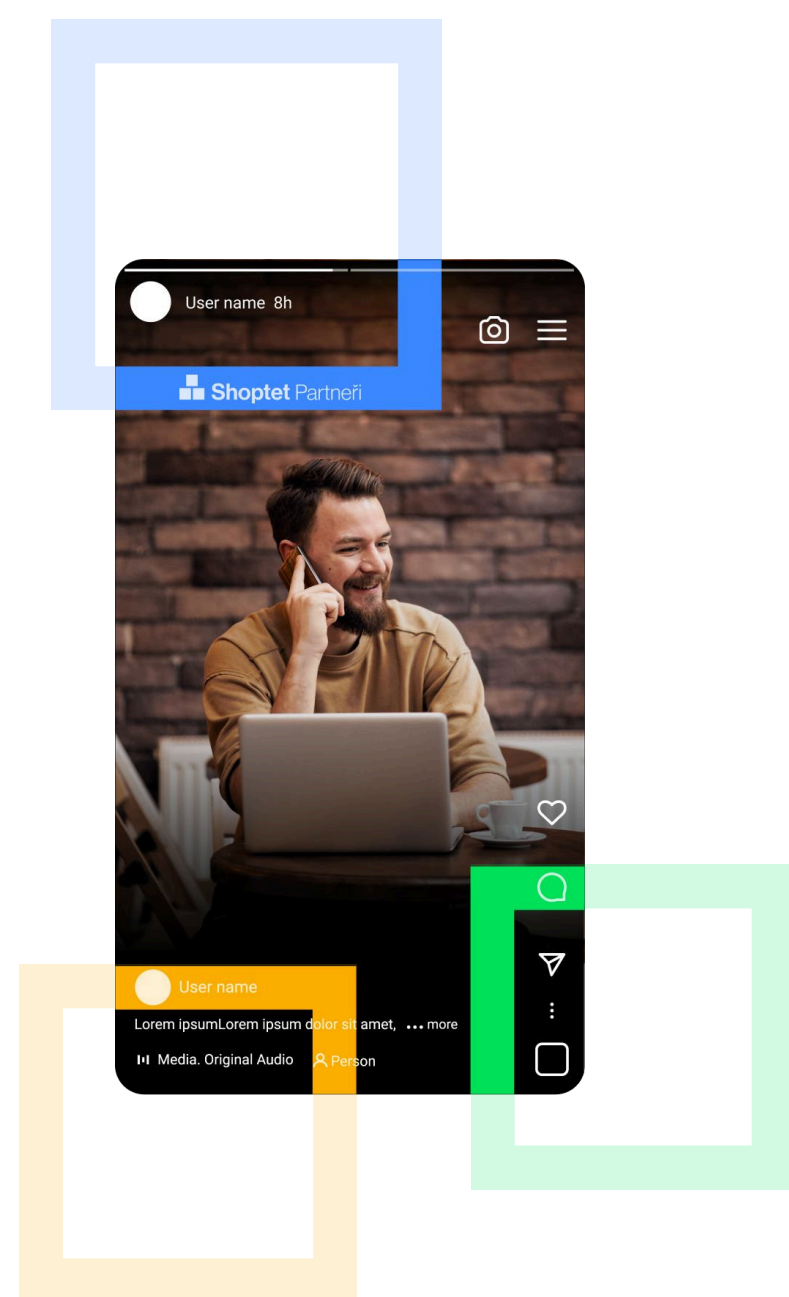 User name 8h
Shoptet Partneři
User name
Lorem ipsumLorem ipsum dolor sit amet, ... more
Media. Original Audio Person